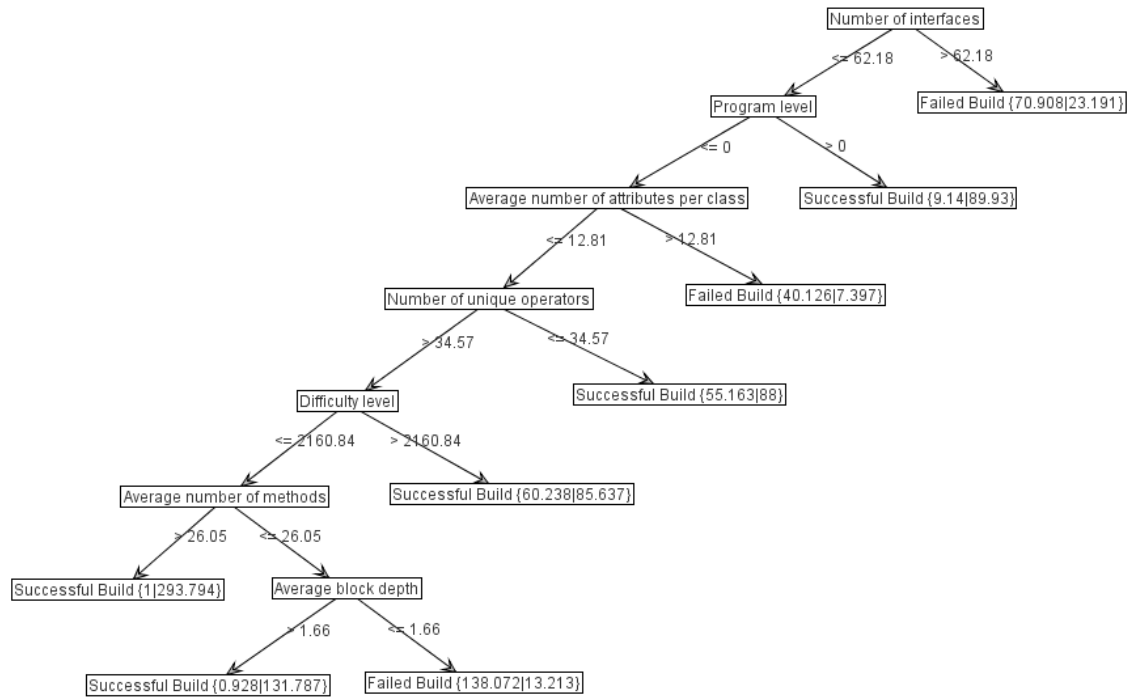 Number of interfaces
<= 62.18
> 62.18
Program level
Failed Build {70.908|23.191}
<= 0
> 0
Average number of attributes per class
Successful Build {9.14|89.93}
<= 12.81
> 12.81
Number of unique operators
Failed Build {40.126|7.397}
> 34.57
<= 34.57
Difficulty level
Successful Build {55.163|88}
<= 2160.84
> 2160.84
Average number of methods
Successful Build {60.238|85.637}
> 26.05
<= 26.05
Successful Build {1|293.794}
Average block depth
> 1.66
<= 1.66
Successful Build {0.928|131.787}
Failed Build {138.072|13.213}